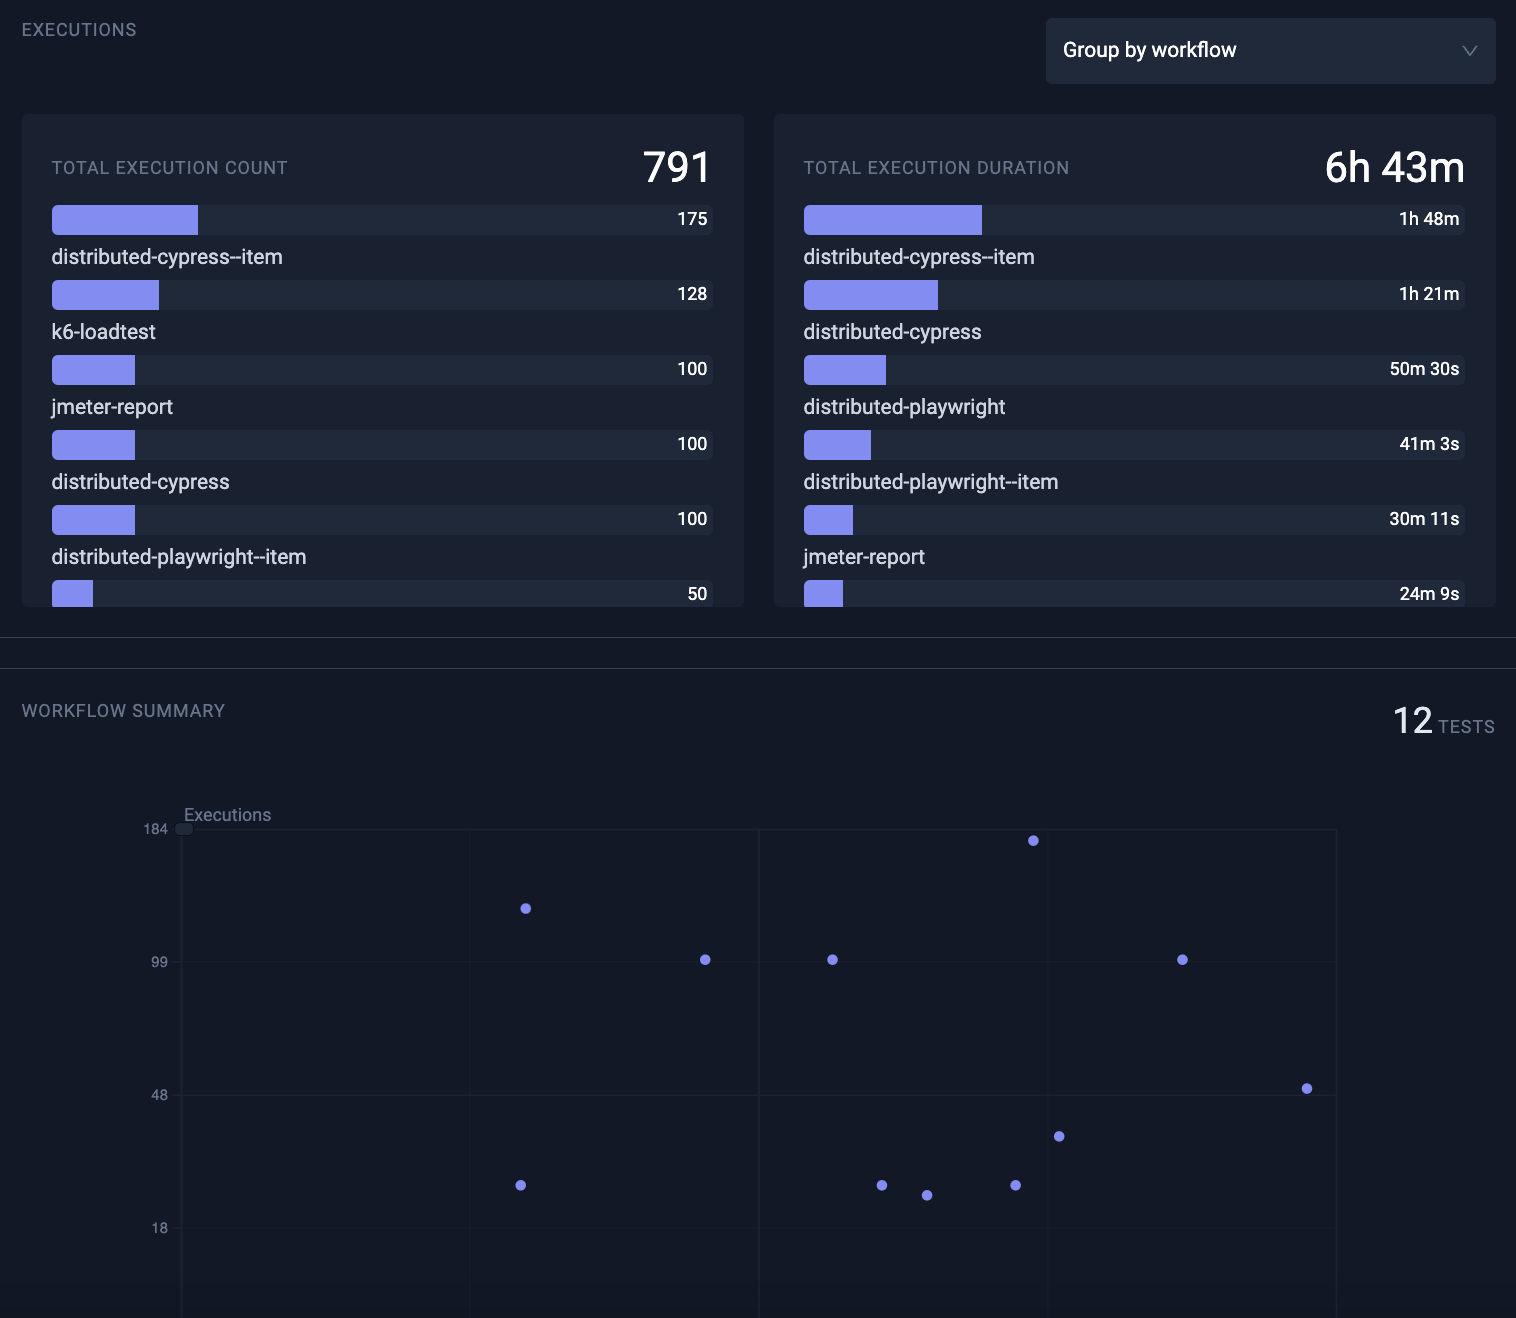 EXECUTIONS
Group by workflow
TOTAL EXECUTION COUNT
791
175
distributed-cypress--item
128
k6-loadtest
100
jmeter-report
100
distributed-cypress
100
distributed-playwright--item
50
TOTAL EXECUTION DURATION
6h 43m
1h 48m
distributed-cypress--item
1h 21m
distributed-cypress
50m 30s
distributed-playwright
41m 3s
distributed-playwright--item
30m 11s
jmeter-report
24m 9s
WORKFLOW SUMMARY
12 TESTS
Executions
184
99
48
18